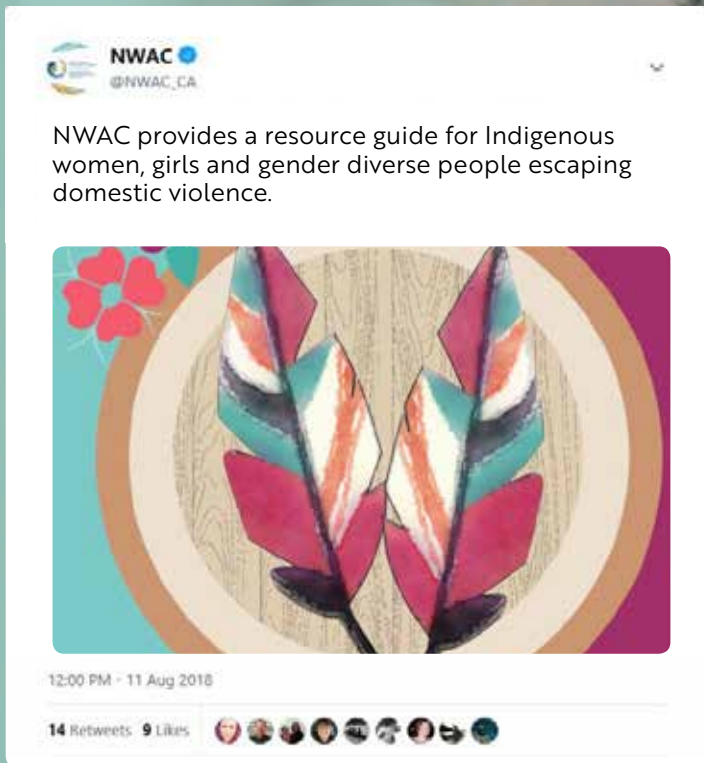 NWAC
@NWAC_CA
NWAC provides a resource guide for Indigenous
women, girls and gender diverse people escaping
domestic violence.
12:00 PM - 11 Aug 2018
14 Retweets 9 Likes